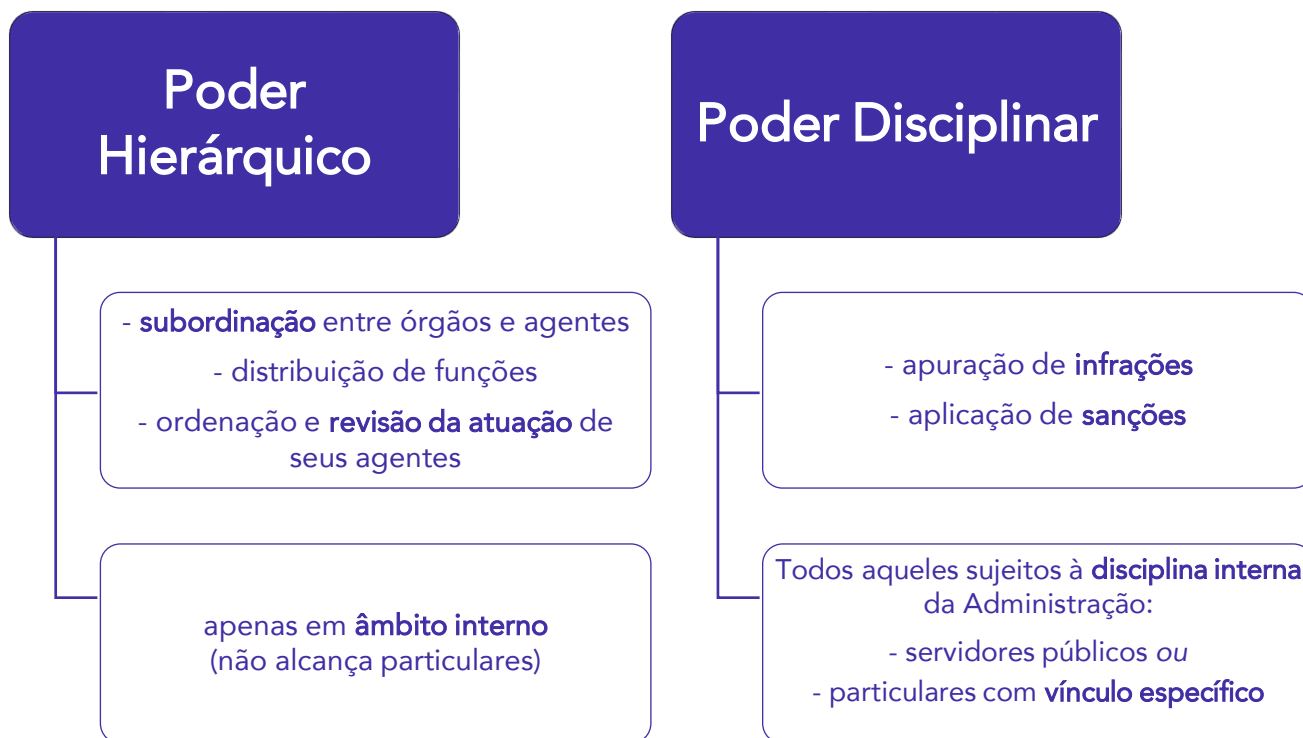 Poder
Hierárquico
- subordinação entre órgãos e agentes
- distribuição de funções
- ordenação e revisão da atuação de
seus agentes
apenas em âmbito interno
(não alcança particulares)
Poder Disciplinar
- apuração de infrações
- aplicação de sanções
Todos aqueles sujeitos à disciplina interna
da Administração:
- servidores públicos ou
- particulares com vínculo específico